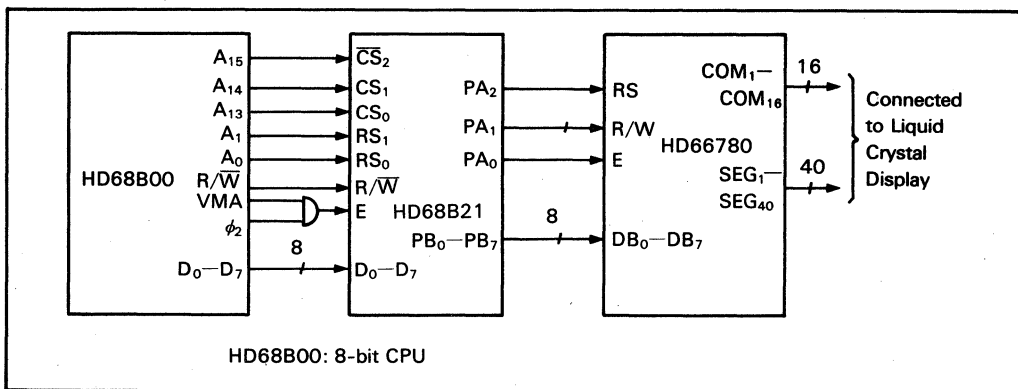 HD68B00
A₁₅
A₁₄
A₁₃
A₁
A₀
R/W̅
VMA
ϕ₂
D₀—D₇
8
C̅S̅₂
CS₁
CS₀
RS₁
RS₀
R/W̅
E
HD68B21
D₀—D₇
PA₂
PA₁
PA₀
PB₀—PB₇
8
RS
R/W
HD66780
E
DB₀—DB₇
COM₁—
COM₁₆
SEG₁—
SEG₄₀
16
40
Connected
to Liquid
Crystal
Display
HD68B00: 8-bit CPU